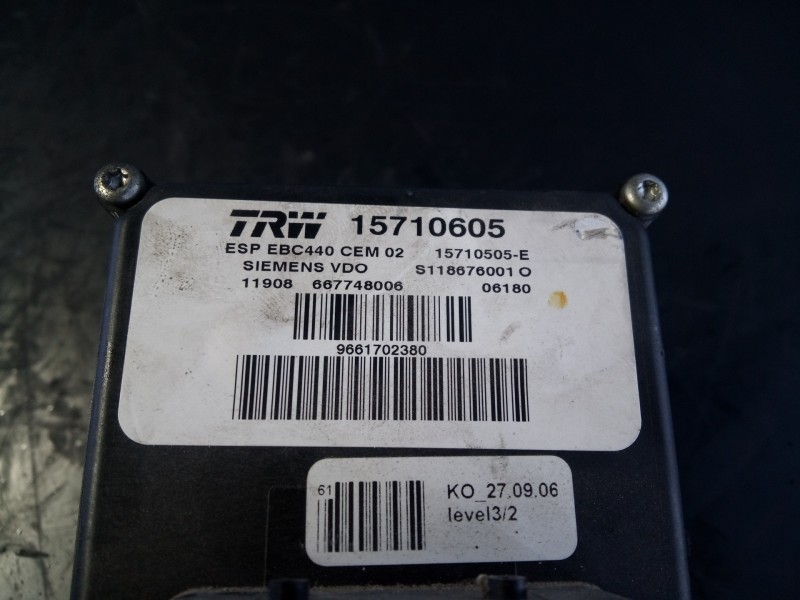 TRW 15710605
ESP EBC440 CEM 02 15710505-E
SIEMENS VDO S118676001 O
11908 667748006 06180
9661702380
61 KO_27.09.06
level3/2